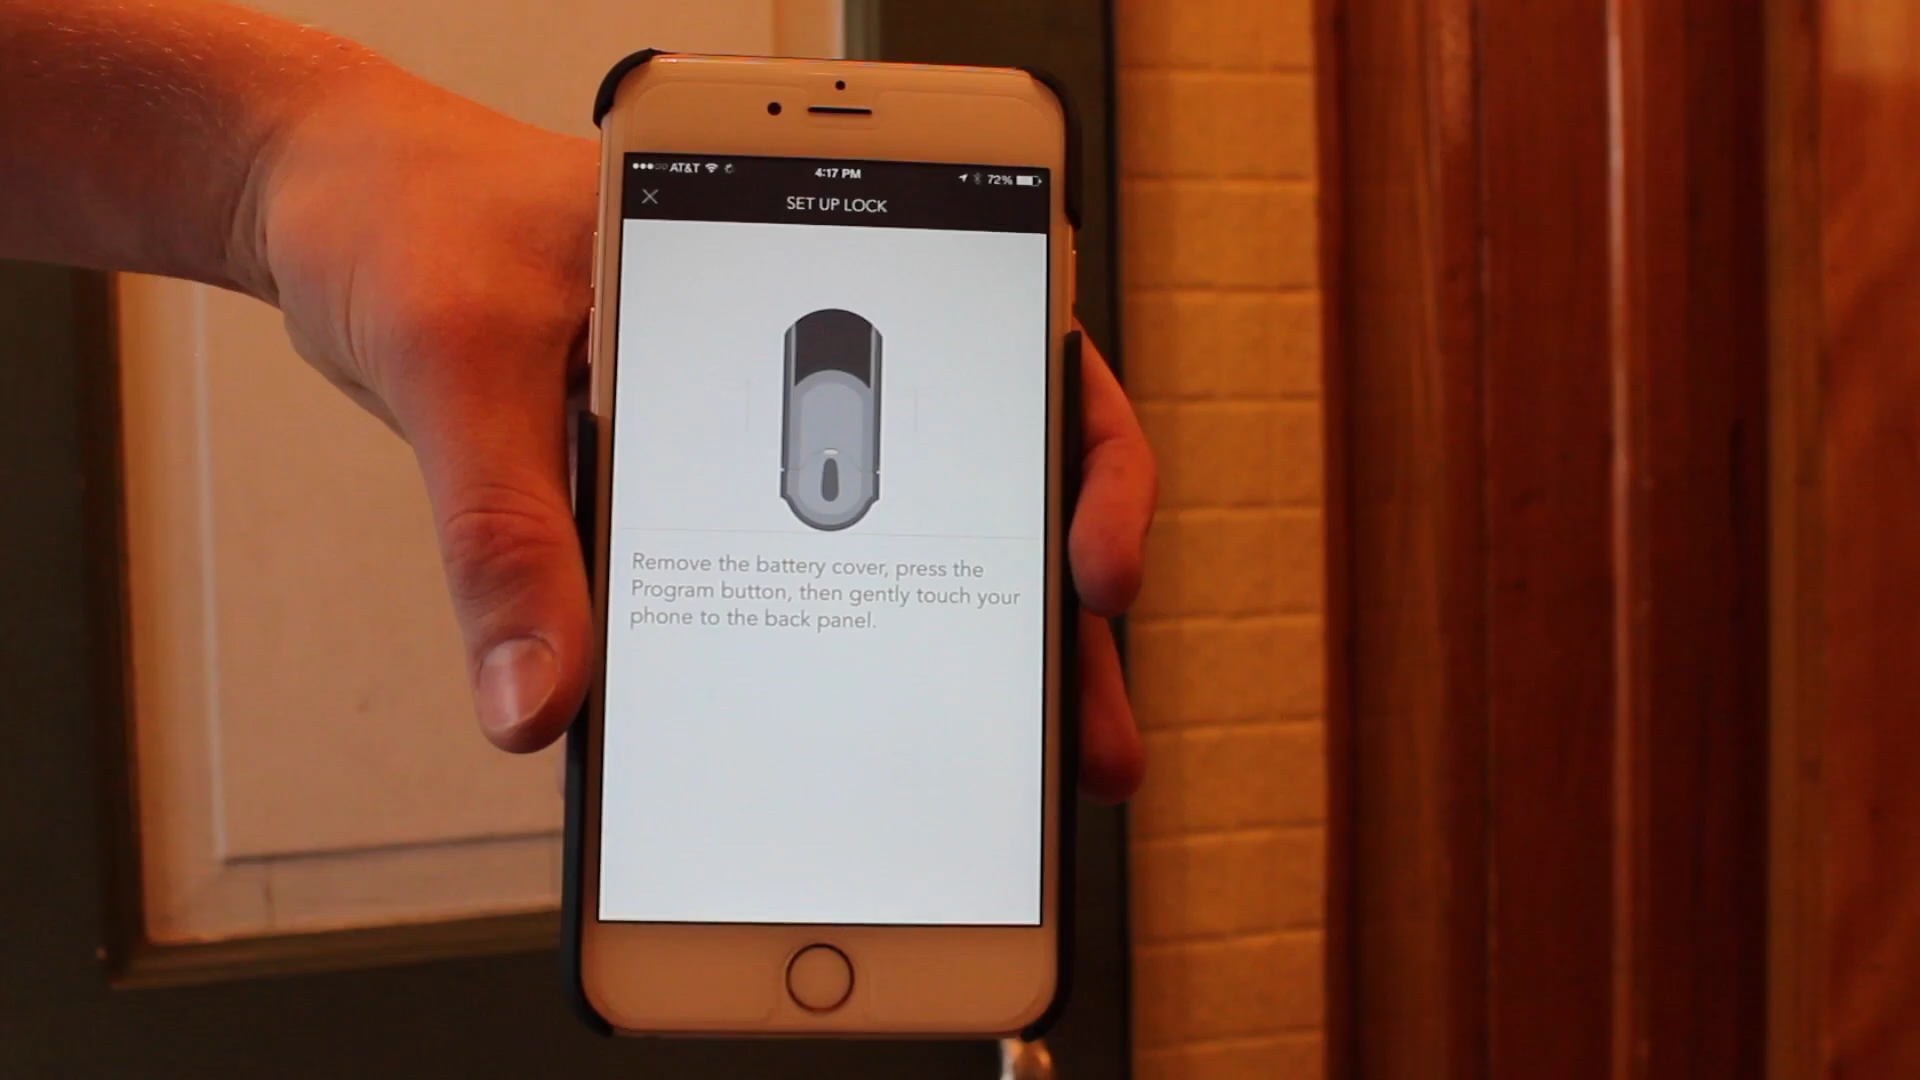 AT&T
4:17 PM
72%
SET UP LOCK
Remove the battery cover, press the
Program button, then gently touch your
phone to the back panel.